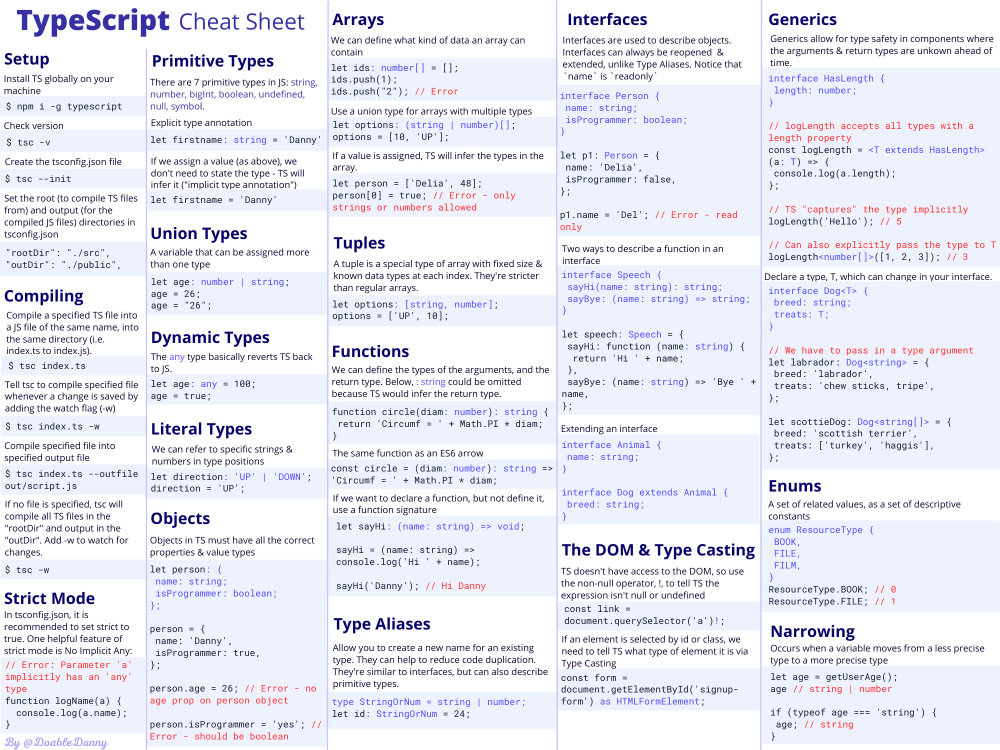 TypeScript Cheat Sheet
Setup
Install TS globally on your
machine
$ npm i -g typescript
Check version
$ tsc -v
Create the tsconfig.json file
$ tsc --init
Set the root (to compile TS files
from) and output (for the
compiled JS files) directories in
tsconfig.json
"rootDir": "./src",
"outDir": "./public",
Compiling
Compile a specified TS file into
a JS file of the same name, into
the same directory (i.e.
index.ts to index.js).
$ tsc index.ts
Tell tsc to compile specified file
whenever a change is saved by
adding the watch flag (-w)
$ tsc index.ts -w
Compile specified file into
specified output file
$ tsc index.ts --outfile
out/script.js
If no file is specified, tsc will
compile all TS files in the
"rootDir" and output in the
"outDir". Add -w to watch for
changes.
$ tsc -w
Strict Mode
In tsconfig.json, it is
recommended to set strict to
true. One helpful feature of
strict mode is No Implicit Any:
// Error: Parameter 'a'
implicitly has an 'any'
type
function logName(a) {
  console.log(a.name);
}
By @DoableDanny
Primitive Types
There are 7 primitive types in JS: string,
number, bigInt, boolean, undefined,
null, symbol.
Explicit type annotation
let firstname: string = 'Danny'
If we assign a value (as above), we
don't need to state the type - TS will
infer it ("implicit type annotation")
let firstname = 'Danny'
Union Types
A variable that can be assigned more
than one type
let age: number | string;
age = 26;
age = "26";
Dynamic Types
The any type basically reverts TS back
to JS.
let age: any = 100;
age = true;
Literal Types
We can refer to specific strings &
numbers in type positions
let direction: 'UP' | 'DOWN';
direction = 'UP';
Objects
Objects in TS must have all the correct
properties & value types
let person: {
 name: string;
 isProgrammer: boolean;
};
person = {
 name: 'Danny',
 isProgrammer: true,
};
person.age = 26; // Error - no
age prop on person object
person.isProgrammer = 'yes'; //
Error - should be boolean
Arrays
We can define what kind of data an array can
contain
let ids: number[] = [];
ids.push(1);
ids.push("2"); // Error
Use a union type for arrays with multiple types
let options: (string | number)[];
options = [10, 'UP'];
If a value is assigned, TS will infer the types in the
array.
let person = ['Delia', 48];
person[0] = true; // Error - only
strings or numbers allowed
Tuples
A tuple is a special type of array with fixed size &
known data types at each index. They're stricter
than regular arrays.
let options: [string, number];
options = ['UP', 10];
Functions
We can define the types of the arguments, and the
return type. Below, : string could be omitted
because TS would infer the return type.
function circle(diam: number): string {
 return 'Circumf = ' + Math.PI * diam;
}
The same function as an ES6 arrow
const circle = (diam: number): string =>
'Circumf = ' + Math.PI * diam;
If we want to declare a function, but not define it,
use a function signature
let sayHi: (name: string) => void;
sayHi = (name: string) =>
console.log('Hi ' + name);
sayHi('Danny'); // Hi Danny
Type Aliases
Allow you to create a new name for an existing
type. They can help to reduce code duplication.
They're similar to interfaces, but can also describe
primitive types.
type StringOrNum = string | number;
let id: StringOrNum = 24;
Interfaces
Interfaces are used to describe objects.
Interfaces can always be reopened  &
extended, unlike Type Aliases. Notice that
`name` is `readonly`
interface Person {
 name: string;
 isProgrammer: boolean;
}
let p1: Person = {
 name: 'Delia',
 isProgrammer: false,
};
p1.name = 'Del'; // Error - read
only
Two ways to describe a function in an
interface
interface Speech {
 sayHi(name: string): string;
 sayBye: (name: string) => string;
}
let speech: Speech = {
 sayHi: function (name: string) {
  return 'Hi ' + name;
 },
 sayBye: (name: string) => 'Bye ' +
name,
};
Extending an interface
interface Animal {
 name: string;
}
interface Dog extends Animal {
 breed: string;
}
The DOM & Type Casting
TS doesn't have access to the DOM, so use
the non-null operator, !, to tell TS the
expression isn't null or undefined
const link =
document.querySelector('a')!;
If an element is selected by id or class, we
need to tell TS what type of element it is via
Type Casting
const form =
document.getElementById('signup-
form') as HTMLFormElement;
Generics
Generics allow for type safety in components where
the arguments & return types are unkown ahead of
time.
interface HasLength {
 length: number;
}
// logLength accepts all types with a
length property
const logLength = <T extends HasLength>
(a: T) => {
 console.log(a.length);
};
// TS "captures" the type implicitly
logLength('Hello'); // 5
// Can also explicitly pass the type to T
logLength<number[]>([1, 2, 3]); // 3
Declare a type, T, which can change in your interface.
interface Dog<T> {
 breed: string;
 treats: T;
}
// We have to pass in a type argument
let labrador: Dog<string> = {
 breed: 'labrador',
 treats: 'chew sticks, tripe',
};
let scottieDog: Dog<string[]> = {
 breed: 'scottish terrier',
 treats: ['turkey', 'haggis'],
};
Enums
A set of related values, as a set of descriptive
constants
enum ResourceType {
 BOOK,
 FILE,
 FILM,
}
ResourceType.BOOK; // 0
ResourceType.FILE; // 1
Narrowing
Occurs when a variable moves from a less precise
type to a more precise type
let age = getUserAge();
age // string | number
if (typeof age === 'string') {
 age; // string
}